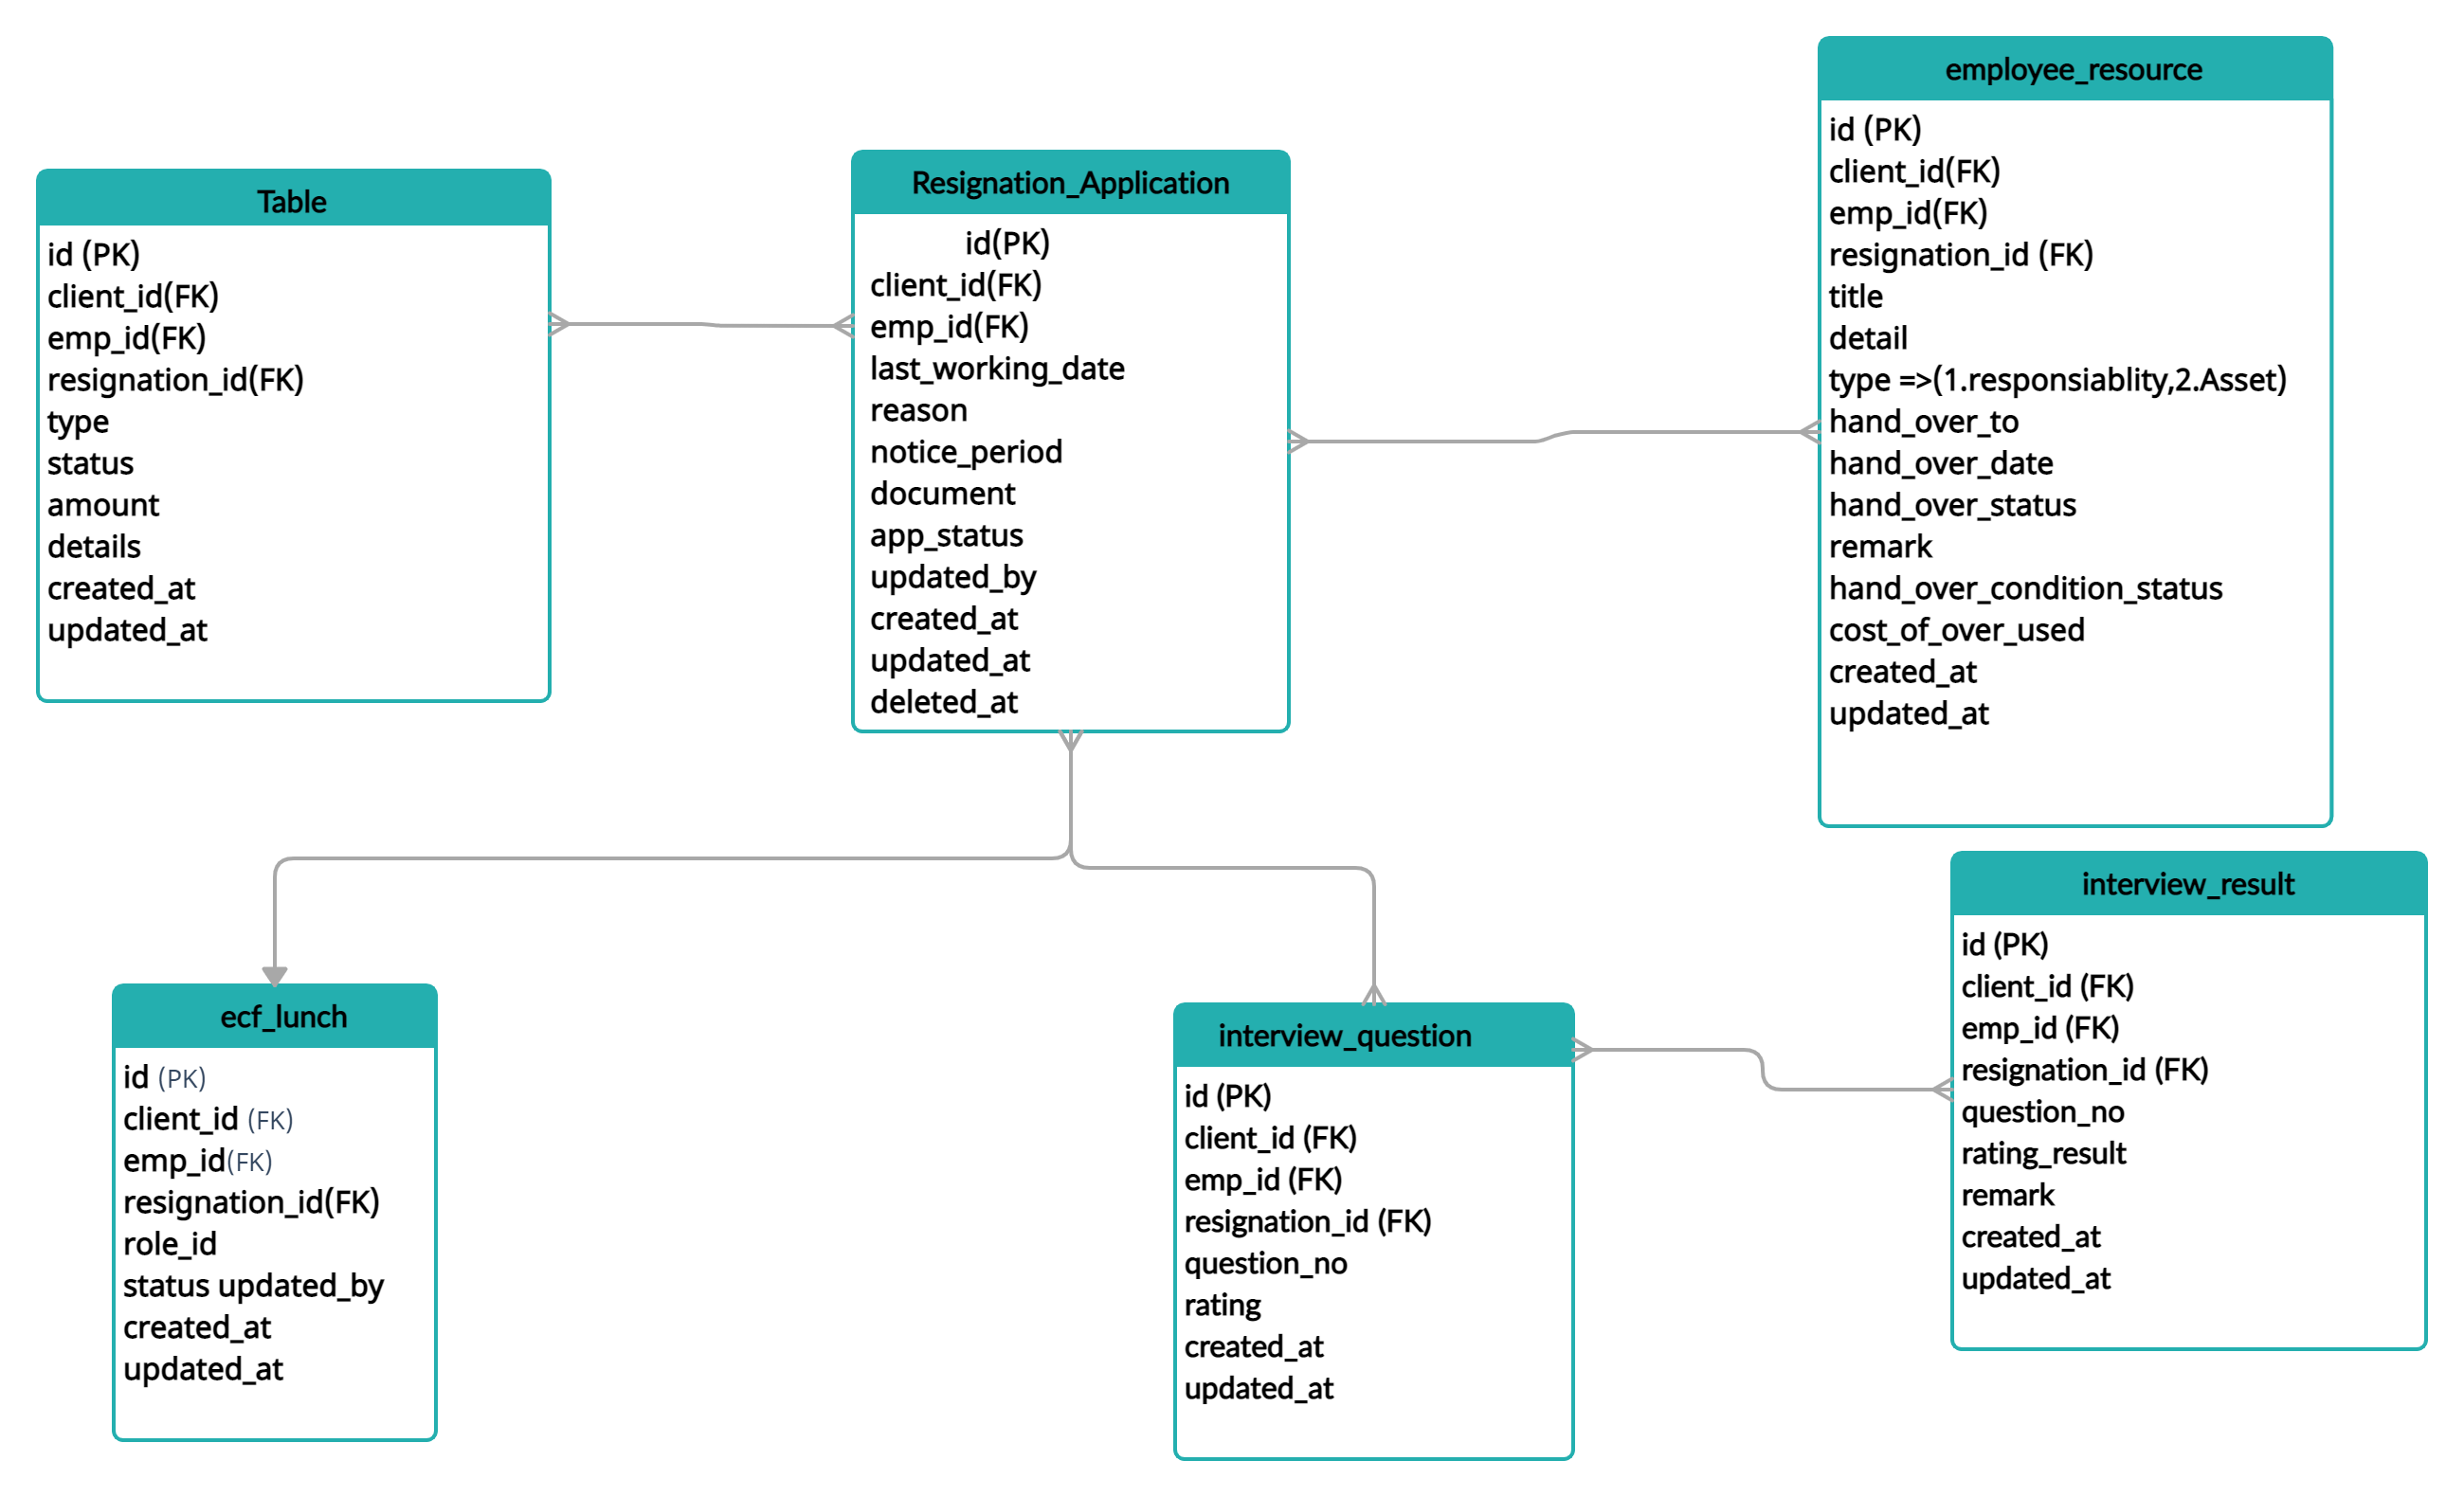 Table
id (PK)
client_id(FK)
emp_id(FK)
resignation_id(FK)
type
status
amount
details
created_at
updated_at
Resignation_Application
id(PK)
client_id(FK)
emp_id(FK)
last_working_date
reason
notice_period
document
app_status
updated_by
created_at
updated_at
deleted_at
employee_resource
id (PK)
client_id(FK)
emp_id(FK)
resignation_id (FK)
title
detail
type =>(1.responsiablity,2.Asset)
hand_over_to
hand_over_date
hand_over_status
remark
hand_over_condition_status
cost_of_over_used
created_at
updated_at
ecf_lunch
id (PK)
client_id (FK)
emp_id(FK)
resignation_id(FK)
role_id
status updated_by
created_at
updated_at
interview_question
id (PK)
client_id (FK)
emp_id (FK)
resignation_id (FK)
question_no
rating
created_at
updated_at
interview_result
id (PK)
client_id (FK)
emp_id (FK)
resignation_id (FK)
question_no
rating_result
remark
created_at
updated_at